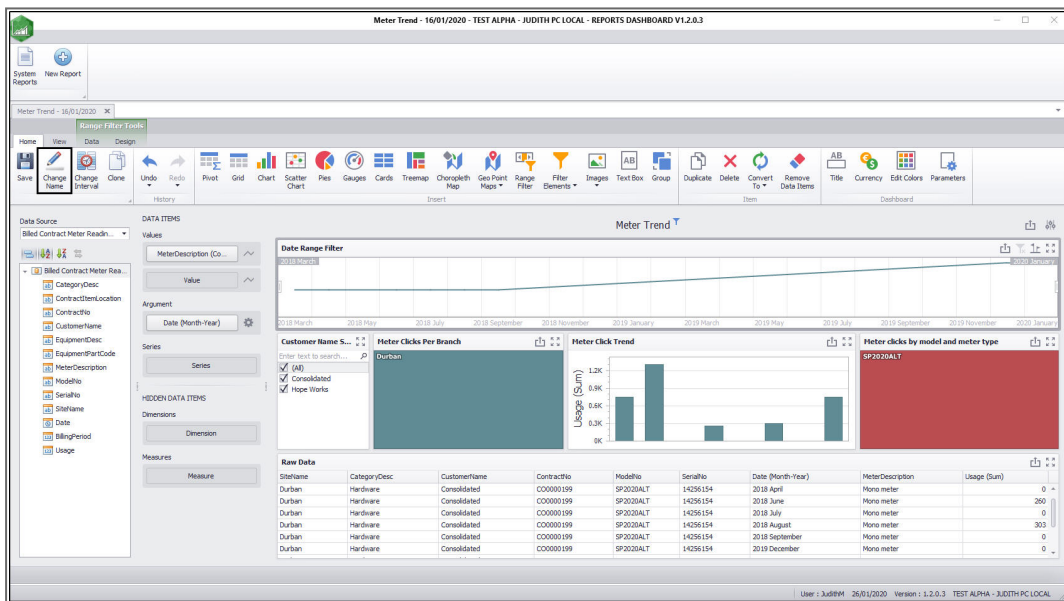 Meter Trend - 16/01/2020 - TEST ALPHA - JUDITH PC LOCAL - REPORTS DASHBOARD V1.2.0.3
System Reports
New Report
Meter Trend - 16/01/2020
Range Filter Tools
Home View Data Design
Save Change Name Change Interval Clone Undo Redo Pivot Grid Chart Scatter Chart Pies Gauges Cards Treemap Choropleth Map Geo Point Maps Range Filter Filter Elements Images Text Box Group Duplicate Delete Convert To Remove Data Items Title Currency Edit Colors Parameters
History Insert Item Dashboard
Data Source
Billed Contract Meter Readin...
Billed Contract Meter Rea...
CategoryDesc
ContractItemLocation
ContractNo
CustomerName
EquipmentDesc
EquipmentPartCode
MeterDescription
ModelNo
SerialNo
SiteName
Date
BillingPeriod
Usage
DATA ITEMS
Values
MeterDescription (Co...
Value
Argument
Date (Month-Year)
Series
Series
HIDDEN DATA ITEMS
Dimensions
Dimension
Measures
Measure
Meter Trend
Date Range Filter
2018 March 2020 January
2018 March 2018 May 2018 July 2018 September 2018 November 2019 January 2019 March 2019 May 2019 July 2019 September 2019 November 2020 January
Customer Name S...
Enter text to search...
(All)
Consolidated
Hope Works
Meter Clicks Per Branch
Durban
Meter Click Trend
Usage (Sum)
1.2K
0.9K
0.6K
0.3K
0K
Meter clicks by model and meter type
SP2020ALT
Raw Data
SiteName CategoryDesc CustomerName ContractNo ModelNo SerialNo Date (Month-Year) MeterDescription Usage (Sum)
Durban Hardware Consolidated CO0000199 SP2020ALT 14256154 2018 April Mono meter 0
Durban Hardware Consolidated CO0000199 SP2020ALT 14256154 2018 June Mono meter 260
Durban Hardware Consolidated CO0000199 SP2020ALT 14256154 2018 July Mono meter 0
Durban Hardware Consolidated CO0000199 SP2020ALT 14256154 2018 August Mono meter 303
Durban Hardware Consolidated CO0000199 SP2020ALT 14256154 2018 September Mono meter 0
Durban Hardware Consolidated CO0000199 SP2020ALT 14256154 2019 December Mono meter 0
User : JudithM 26/01/2020 Version : 1.2.0.3 TEST ALPHA - JUDITH PC LOCAL